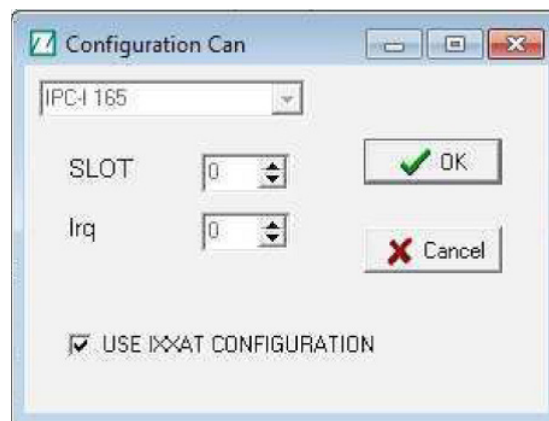 Configuration Can
IPC-I 165
SLOT 0
OK
Irq 0
Cancel
USE IXXAT CONFIGURATION